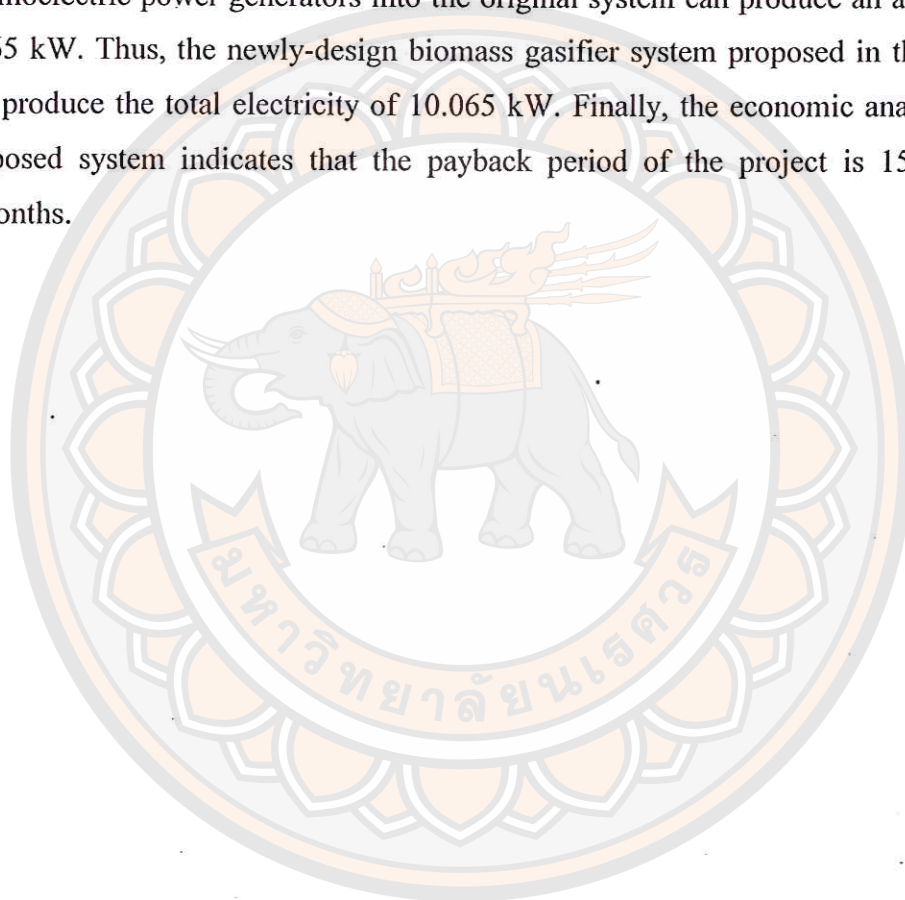 power generators into the original system can produce an a
kW. Thus, the newly-design biomass gasifier system proposed in th
produce the total electricity of 10.065 kW. Finally, the economic ana
posed system indicates that the payback period of the project is 15
onths.
มหาวิทยาลัยนเรศวร